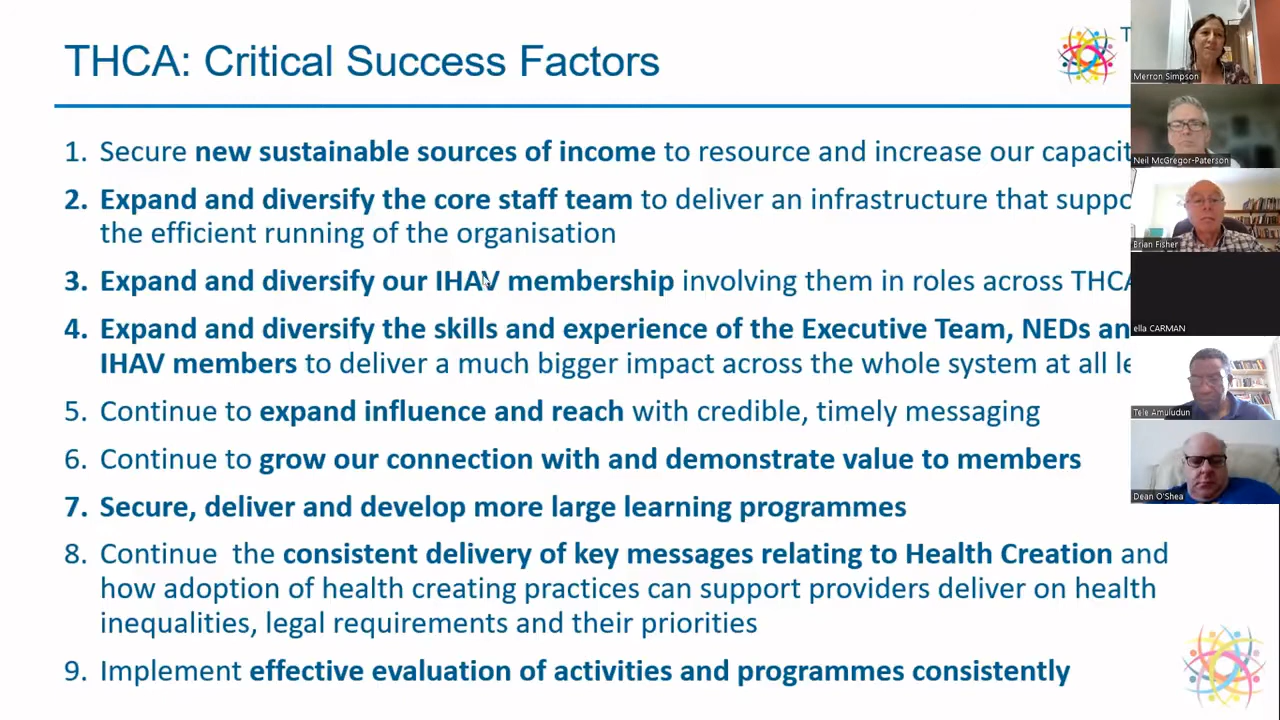 THCA: Critical Success Factors
T
1. Secure new sustainable sources of income to resource and increase our capacit
2. Expand and diversify the core staff team to deliver an infrastructure that suppo
the efficient running of the organisation
3. Expand and diversify our IHAV membership involving them in roles across THCA
4. Expand and diversify the skills and experience of the Executive Team, NEDs an
IHAV members to deliver a much bigger impact across the whole system at all le
5. Continue to expand influence and reach with credible, timely messaging
6. Continue to grow our connection with and demonstrate value to members
7. Secure, deliver and develop more large learning programmes
8. Continue the consistent delivery of key messages relating to Health Creation and
how adoption of health creating practices can support providers deliver on health
inequalities, legal requirements and their priorities
9. Implement effective evaluation of activities and programmes consistently
Merron Simpson
Neil McGregor-Paterson
Brian Fisher
ella CARMAN
Tele Amuludun
Dean O'Shea